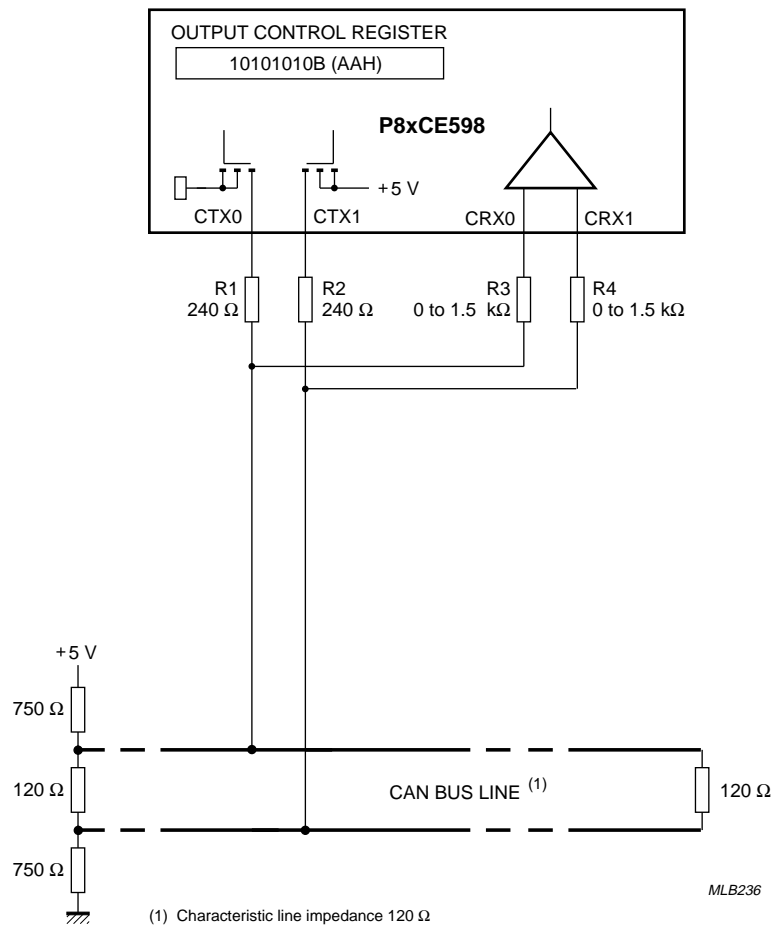 OUTPUT CONTROL REGISTER
10101010B (AAH)
P8xCE598
+5 V
CTX0
CTX1
CRX0
CRX1
R1
240 Ω
R2
240 Ω
R3
0 to 1.5 kΩ
R4
0 to 1.5 kΩ
+5 V
750 Ω
120 Ω
CAN BUS LINE (1)
120 Ω
750 Ω
MLB236
(1) Characteristic line impedance 120 Ω